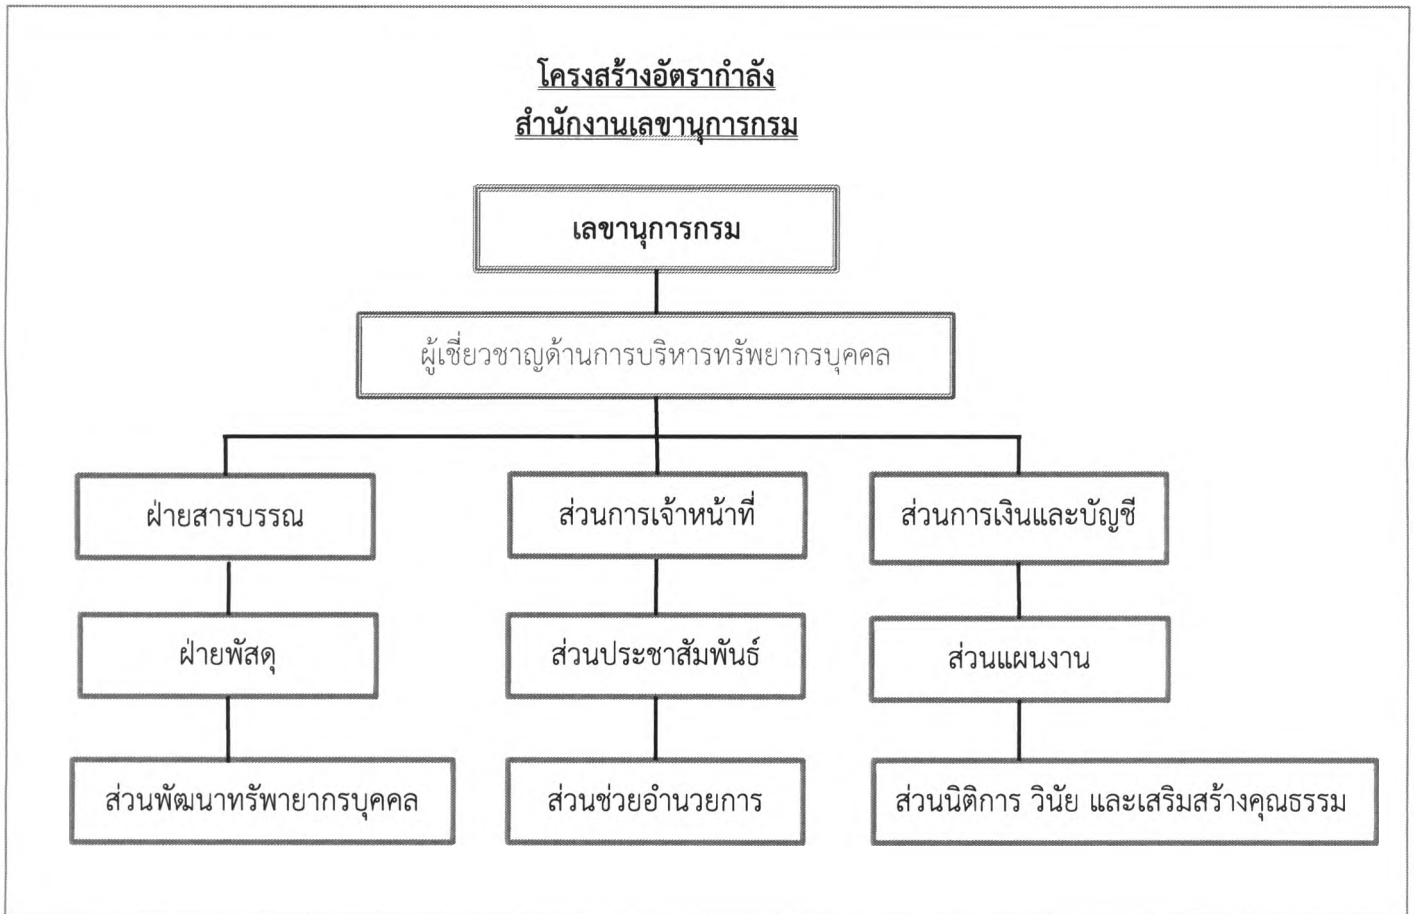 โครงสร้างอัตรากำลัง
สำนักงานเลขานุการกรม
เลขานุการกรม
ผู้เชี่ยวชาญด้านการบริหารทรัพยากรบุคคล
ฝ่ายสารบรรณ
ส่วนการเจ้าหน้าที่
ส่วนการเงินและบัญชี
ฝ่ายพัสดุ
ส่วนประชาสัมพันธ์
ส่วนแผนงาน
ส่วนพัฒนาทรัพายากรบุคคล
ส่วนช่วยอำนวยการ
ส่วนนิติการ วินัย และเสริมสร้างคุณธรรม